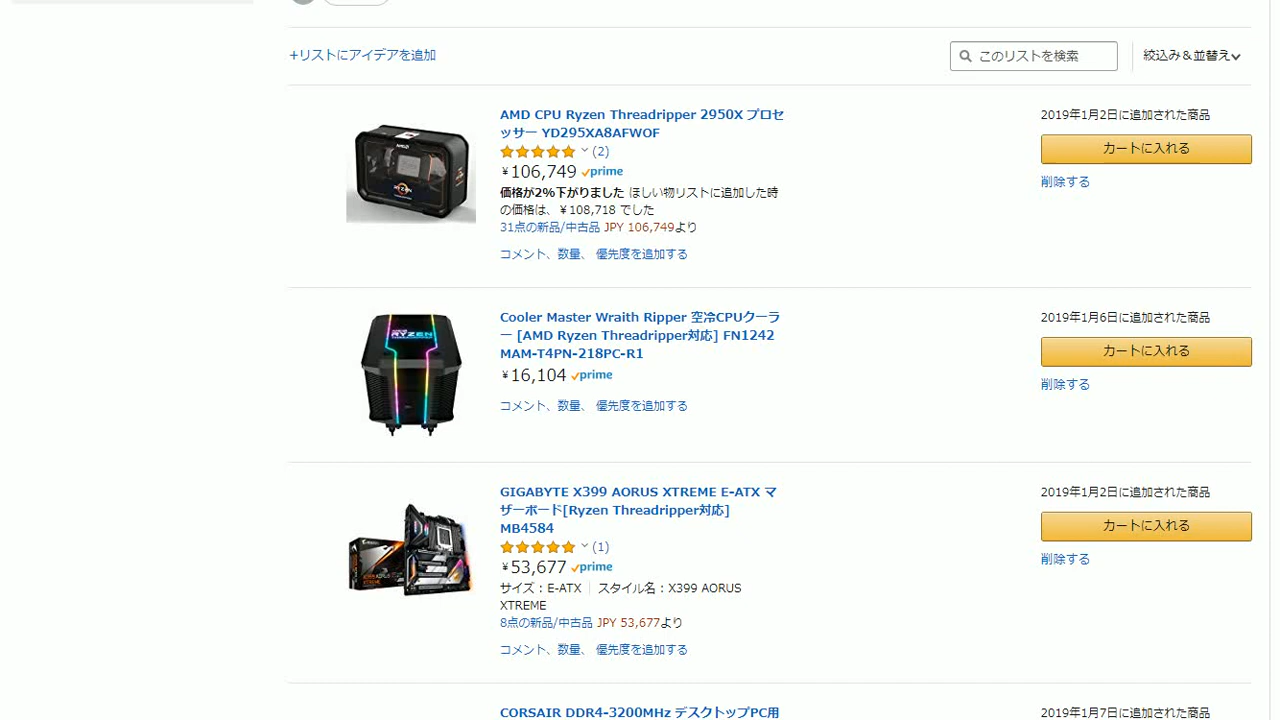 +リストにアイデアを追加
このリストを検索
絞込み＆並替え
AMD CPU Ryzen Threadripper 2950X プロセ
ッサー YD295XA8AFWOF
(2)
￥106,749 prime
価格が2%下がりました ほしい物リストに追加した時
の価格は、￥108,718 でした
31点の新品/中古品 JPY 106,749より
コメント、数量、 優先度を追加する
2019年1月2日に追加された商品
カートに入れる
削除する
AMD
RYZEN
Cooler Master Wraith Ripper 空冷CPUクーラ
ー [AMD Ryzen Threadripper対応] FN1242
MAM-T4PN-218PC-R1
￥16,104 prime
コメント、数量、 優先度を追加する
2019年1月6日に追加された商品
カートに入れる
削除する
RYZEN
GIGABYTE X399 AORUS XTREME E-ATX マ
ザーボード[Ryzen Threadripper対応]
MB4584
(1)
￥53,677 prime
サイズ : E-ATX スタイル名 : X399 AORUS
XTREME
8点の新品/中古品 JPY 53,677より
コメント、数量、 優先度を追加する
2019年1月2日に追加された商品
カートに入れる
削除する
CORSAIR DDR4-3200MHz デスクトップPC用
2019年1月7日に追加された商品